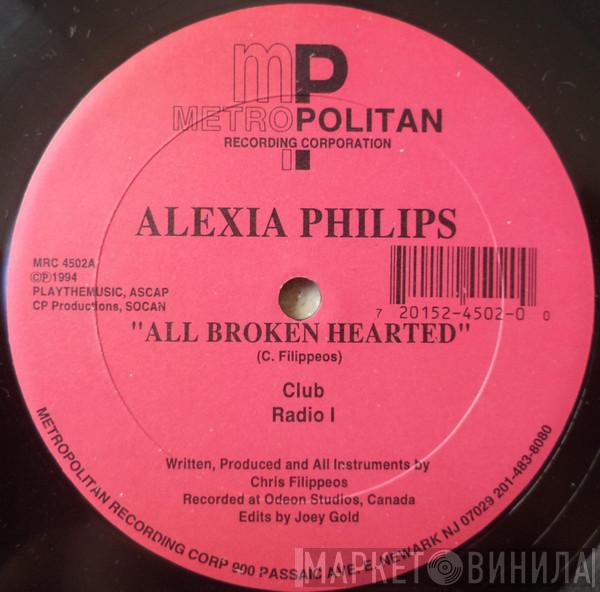 mP
METROPOLITAN
RECORDING CORPORATION
ALEXIA PHILIPS
MRC 4502A
©℗1994
PLAYTHEMUSIC, ASCAP
CP Productions, SOCAN
7 20152-4502-0 0
"ALL BROKEN HEARTED"
(C. Filippeos)
Club
Radio I
Written, Produced and All Instruments by
Chris Filippeos
Recorded at Odeon Studios, Canada
Edits by Joey Gold
METROPOLITAN RECORDING CORP 900 PASSAIC AVE. E. NEWARK NJ 07029 201-483-8080
МАРКЕТ ВИНИЛА